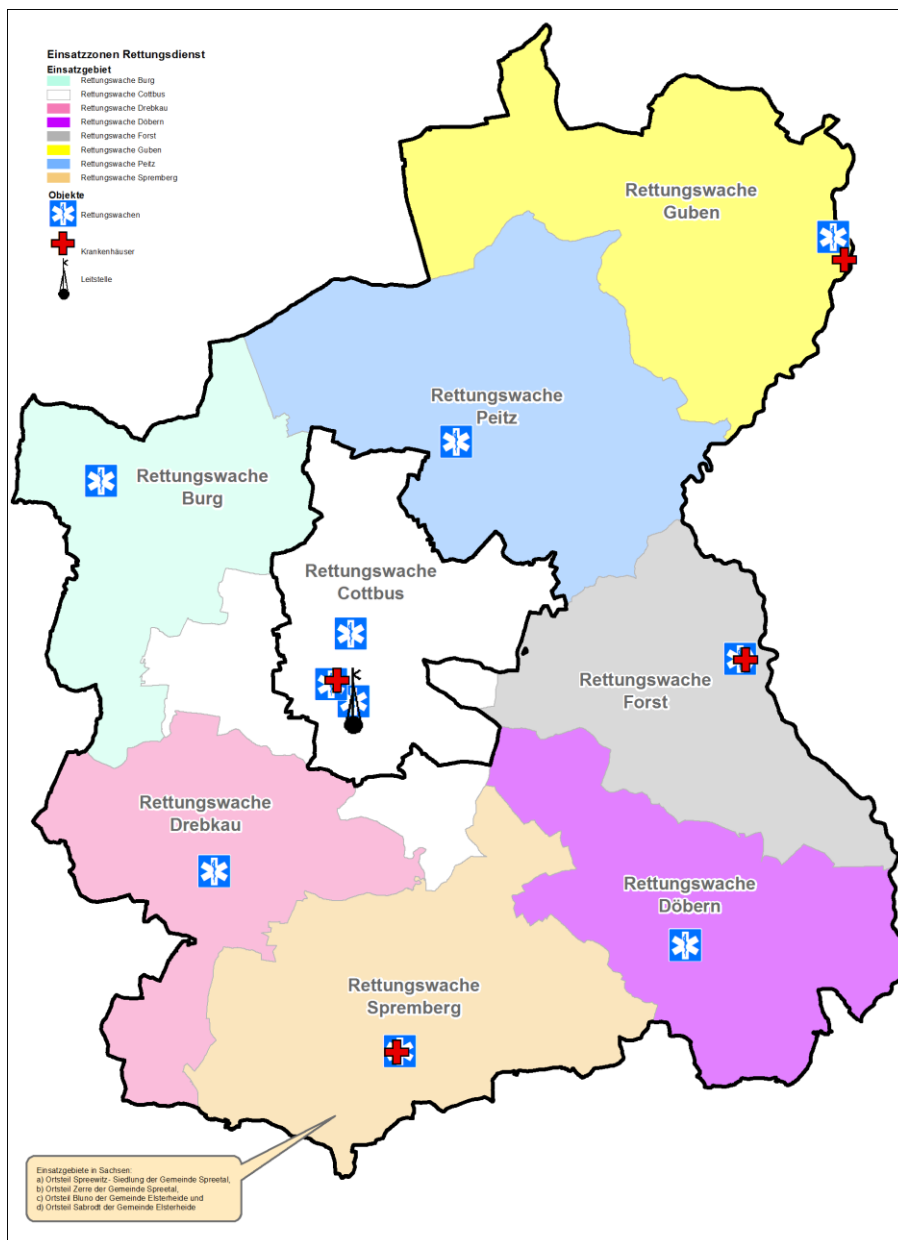 Einsatzzonen Rettungsdienst
Einsatzgebiet
Rettungswache Burg
Rettungswache Cottbus
Rettungswache Drebkau
Rettungswache Döbern
Rettungswache Forst
Rettungswache Guben
Rettungswache Peitz
Rettungswache Spremberg
Objekte
Rettungswachen
Krankenhäuser
Leitstelle
Rettungswache
Guben
Rettungswache
Peitz
Rettungswache
Burg
Rettungswache
Cottbus
Rettungswache
Forst
Rettungswache
Drebkau
Rettungswache
Döbern
Rettungswache
Spremberg
Einsatzgebiete in Sachsen:
a) Ortsteil Spreewitz- Siedlung der Gemeinde Spreetal,
b) Ortsteil Zerre der Gemeinde Spreetal,
c) Ortsteil Bluno der Gemeinde Elsterheide und
d) Ortsteil Sabrodt der Gemeinde Elsterheide